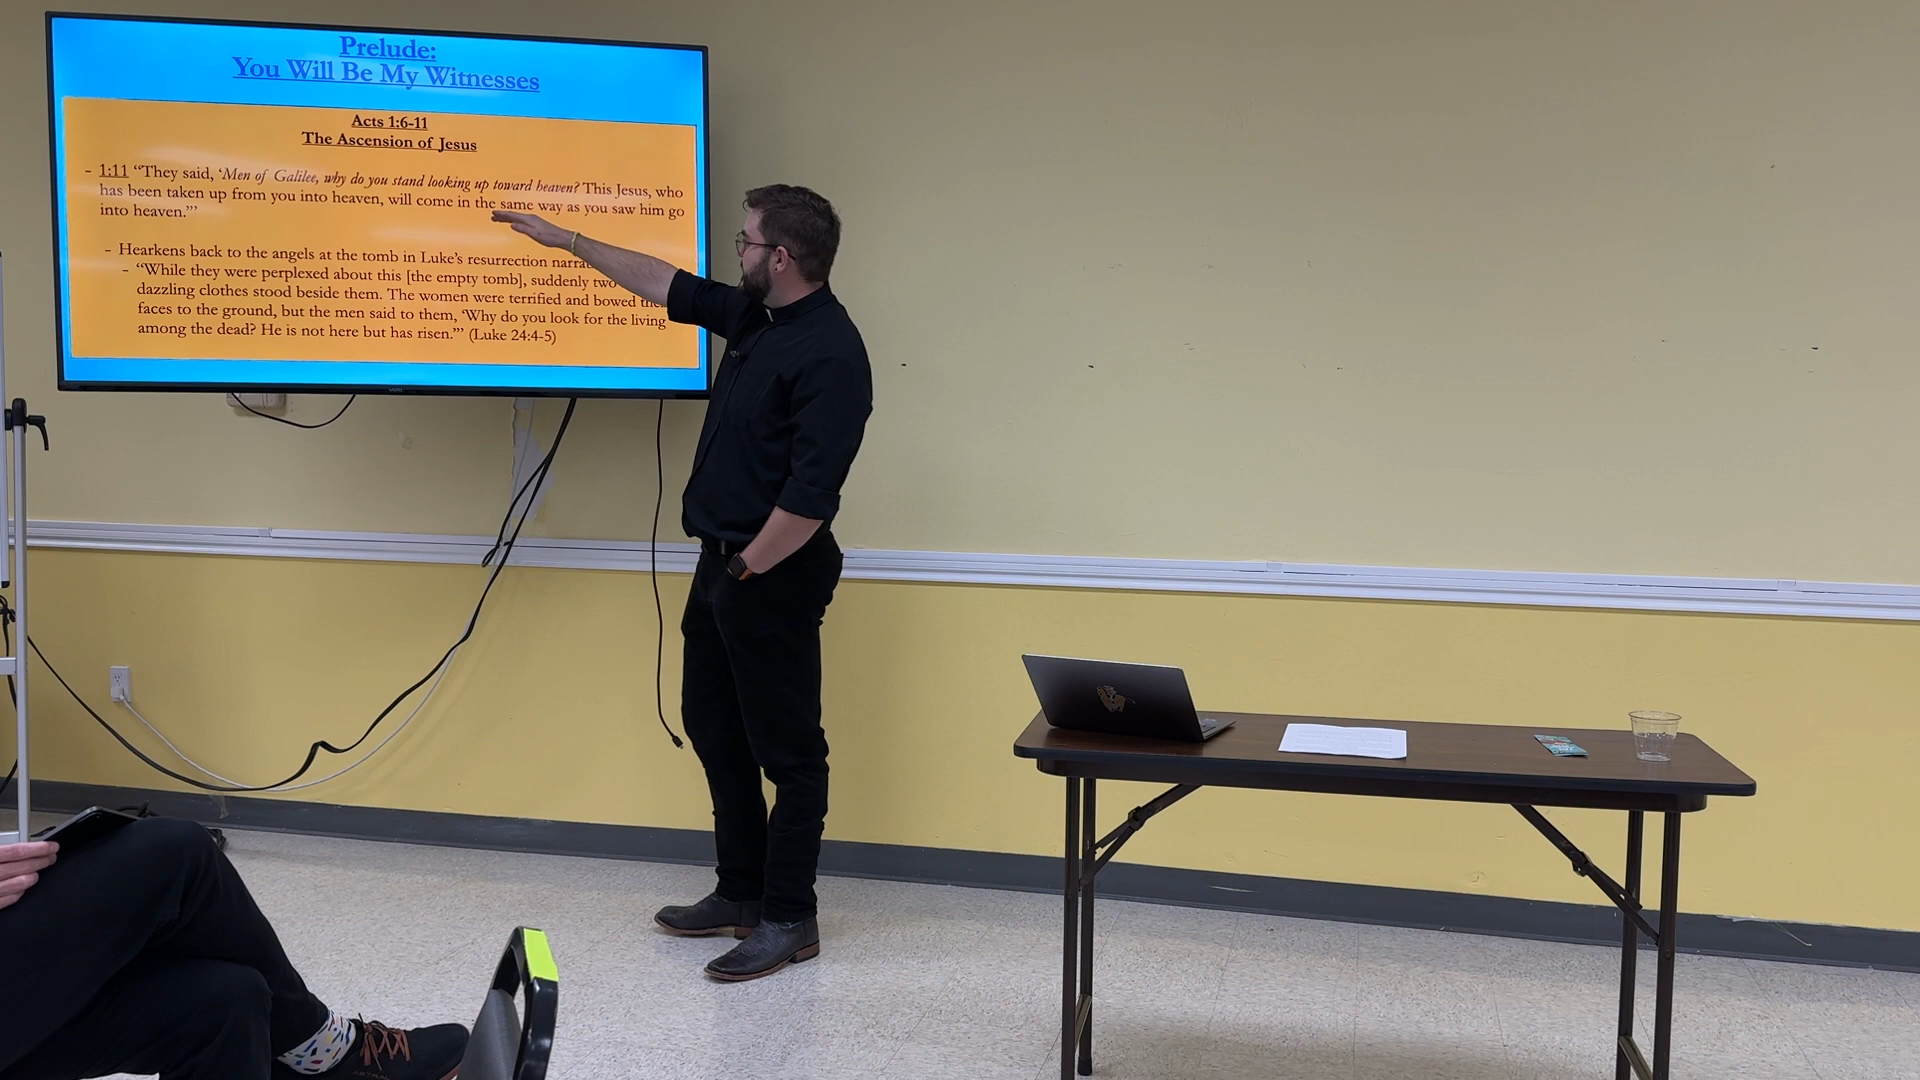 Prelude:
You Will Be My Witnesses
Acts 1:6-11
The Ascension of Jesus
- 1:11 “They said, ‘Men of Galilee, why do you stand looking up toward heaven? This Jesus, who
has been taken up from you into heaven, will come in the same way as you saw him go
into heaven.”’
- Hearkens back to the angels at the tomb in Luke’s resurrection
- “While they were perplexed about this [the empty tomb], suddenly two
dazzling clothes stood beside them. The women were terrified and bowed
faces to the ground, but the men said to them, ‘Why do you look for the living
among the dead? He is not here but has risen.”’ (Luke 24:4-5)